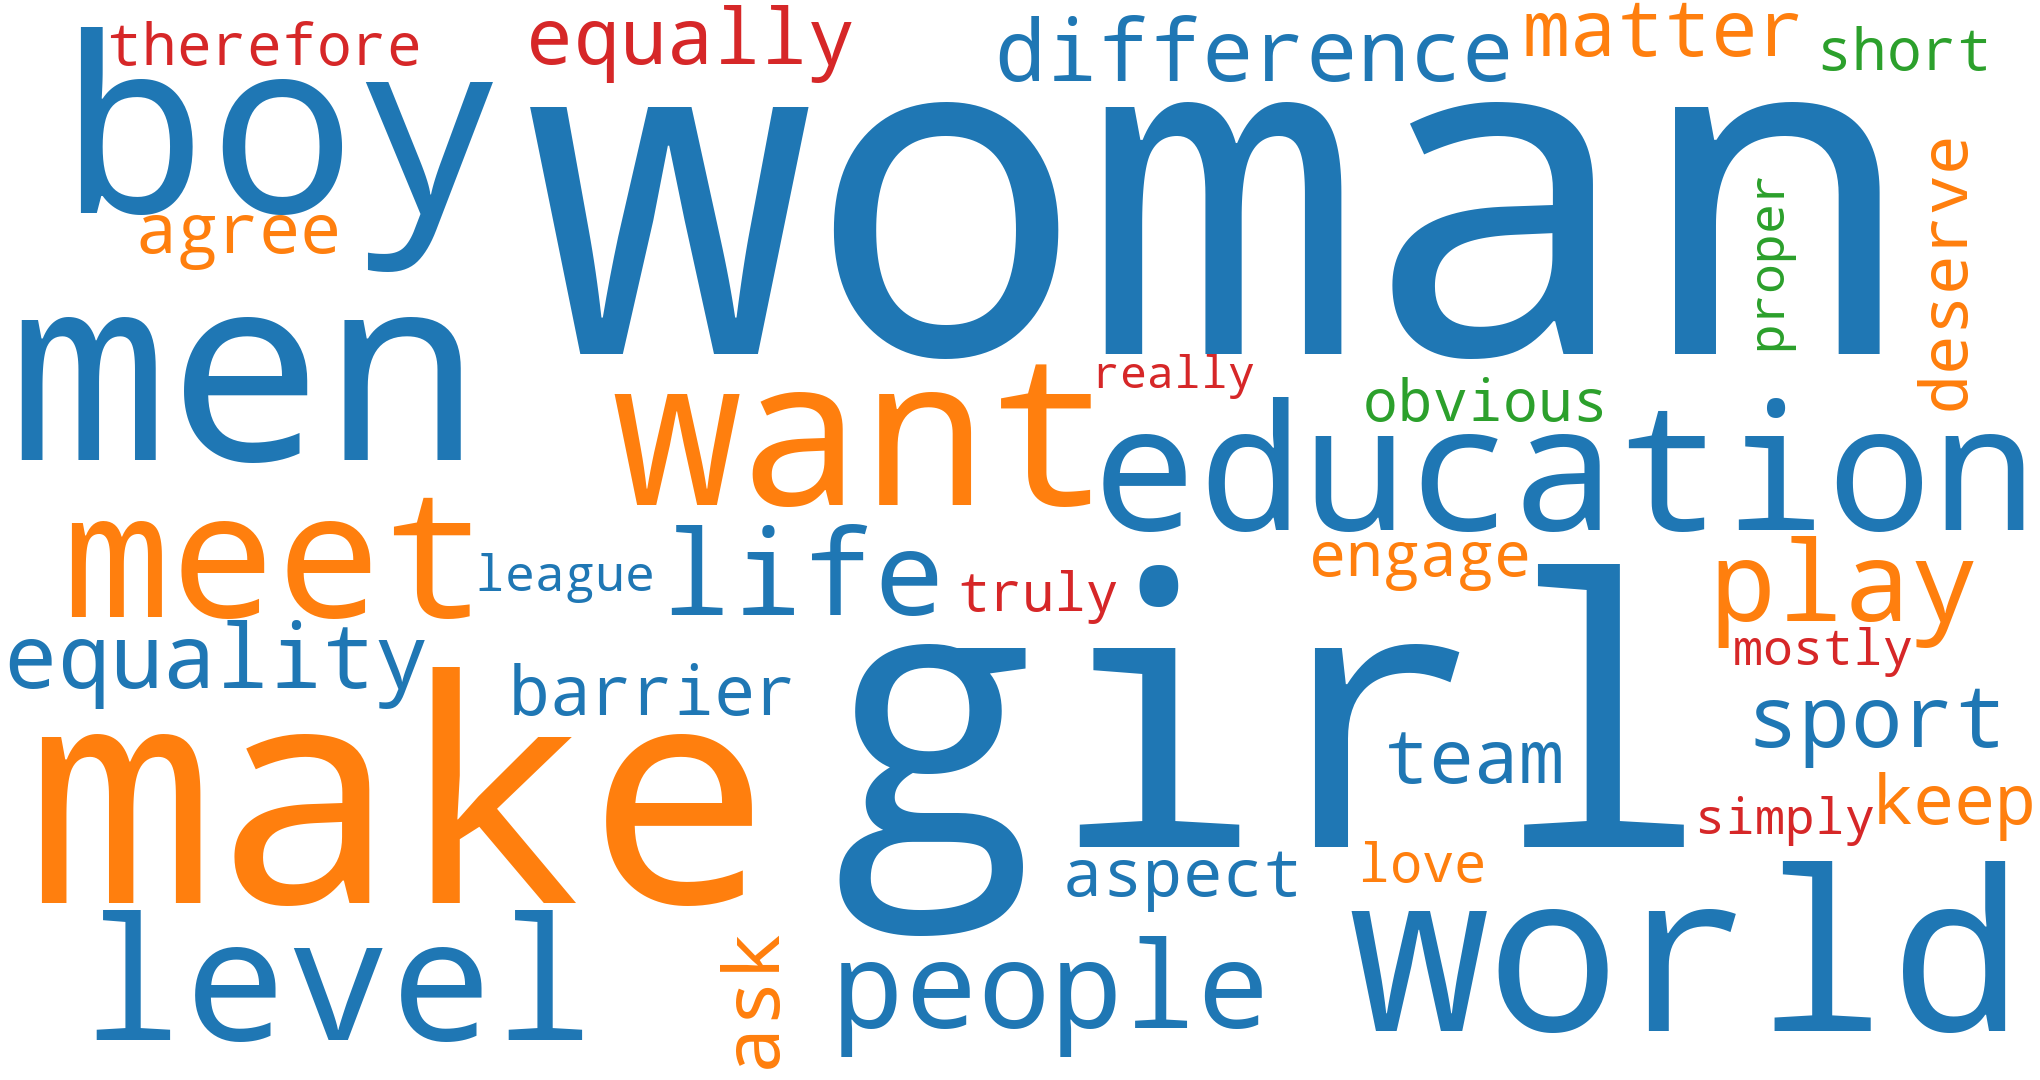 therefore
equally
difference
matter
short
boy
woman
proper
deserve
agree
men
want
really
obvious
education
meet
league
life
truly
engage
play
equality
barrier
girl
mostly
sport
make
team
simply
keep
aspect
love
level
ask
people
world